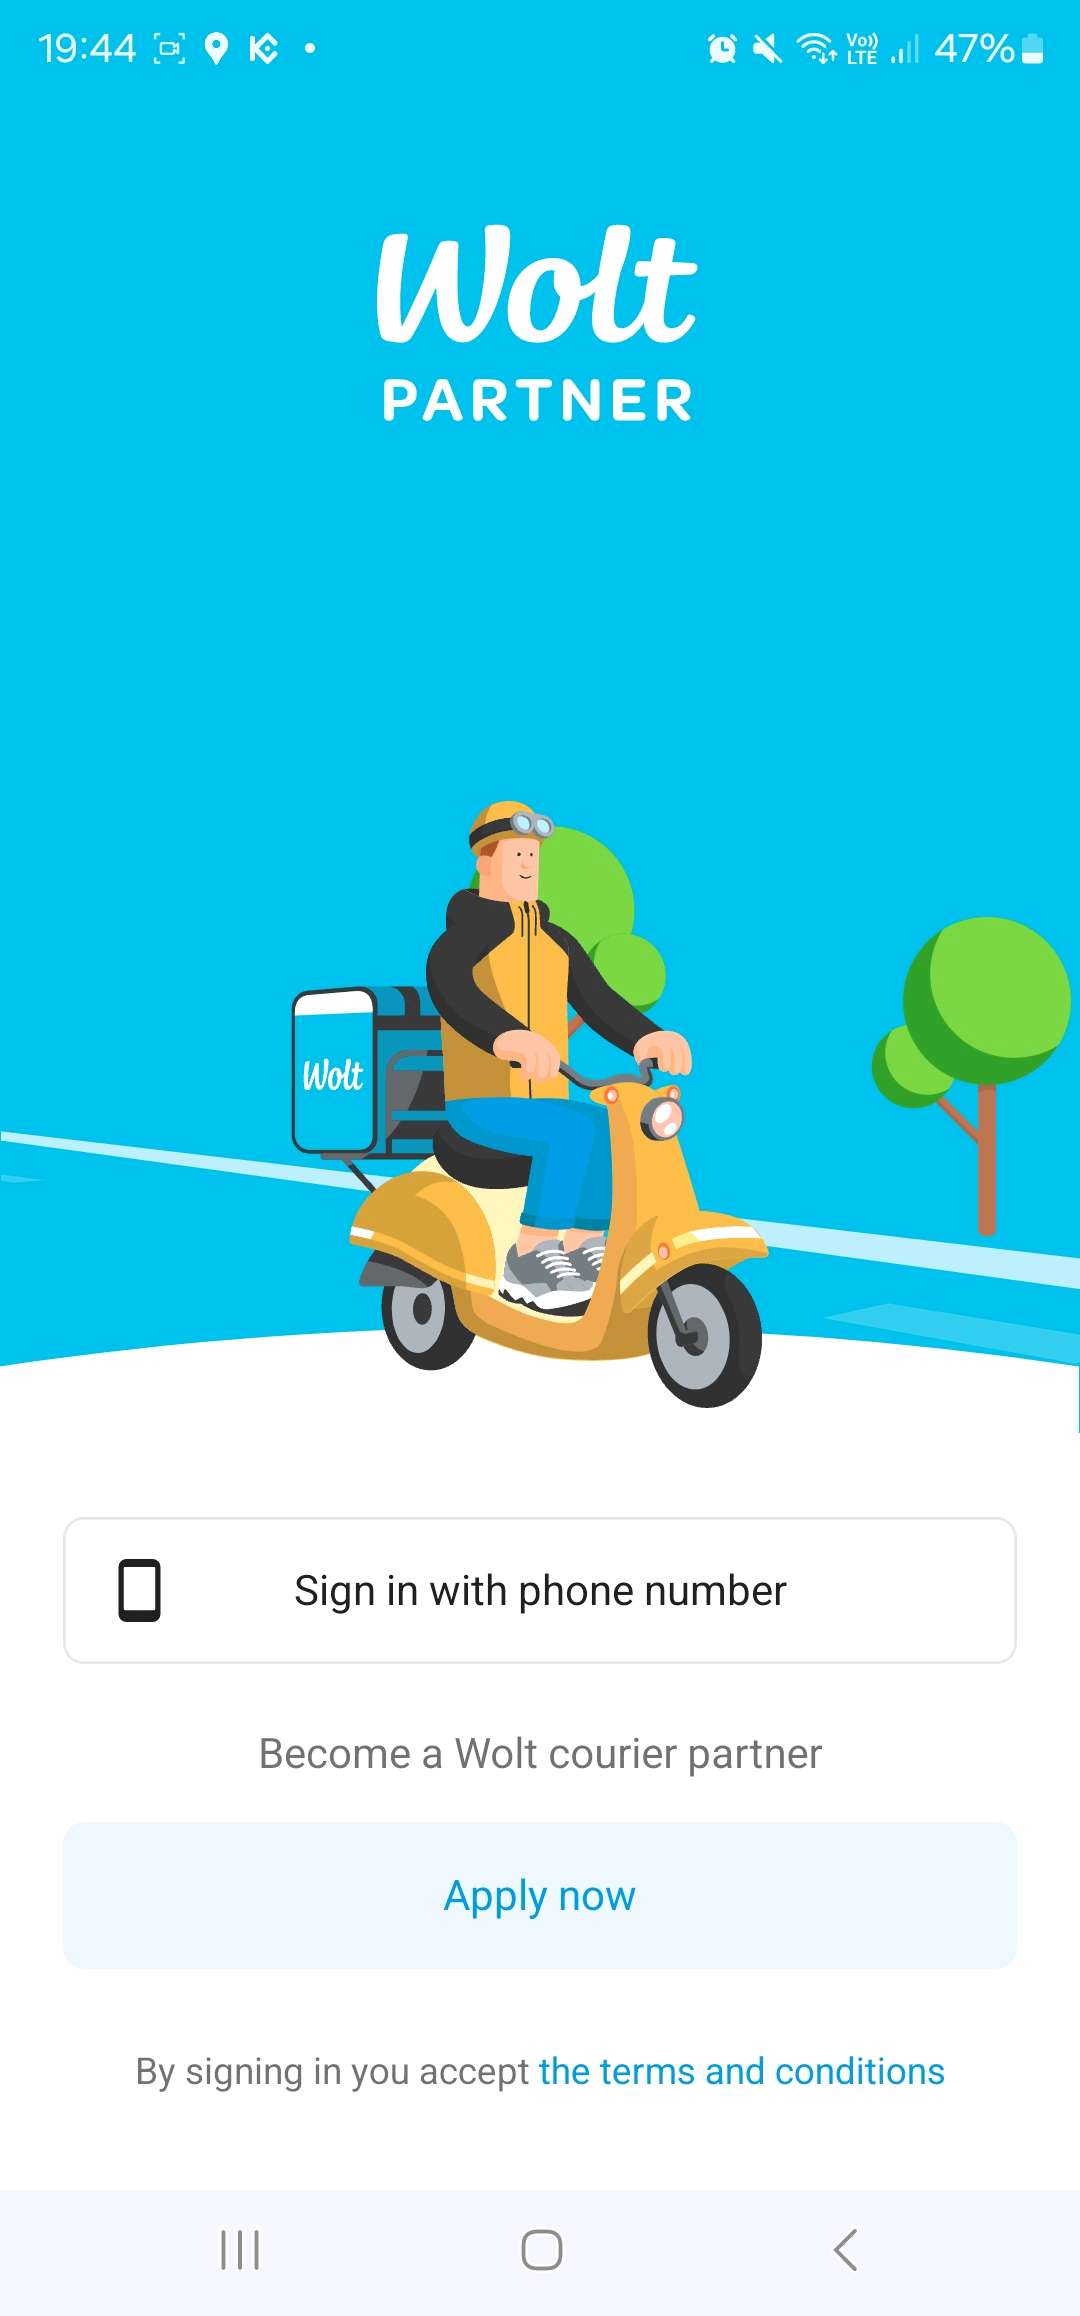 19:44 Vo)) LTE 47%
Wolt
PARTNER
Wolt
Sign in with phone number
Become a Wolt courier partner
Apply now
By signing in you accept the terms and conditions